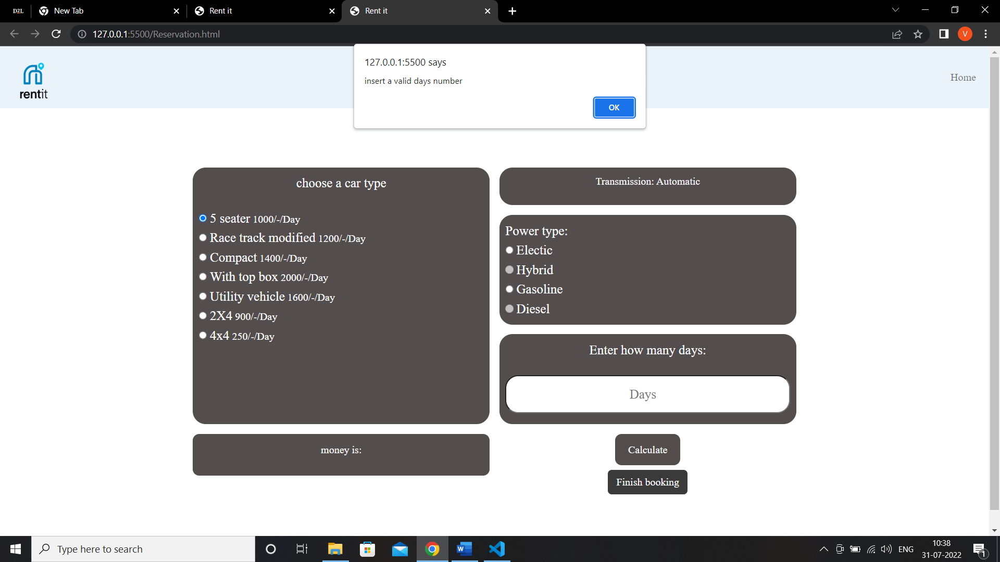 D2L New Tab Rent it Rent it
127.0.0.1:5500/Reservation.html
V
127.0.0.1:5500 says
insert a valid days number
OK
rentit
Home
choose a car type
5 seater 1000/-/Day
Race track modified 1200/-/Day
Compact 1400/-/Day
With top box 2000/-/Day
Utility vehicle 1600/-/Day
2X4 900/-/Day
4x4 250/-/Day
Transmission: Automatic
Power type:
Electic
Hybrid
Gasoline
Diesel
Enter how many days:
Days
money is:
Calculate
Finish booking
Type here to search
W
ENG
10:38
31-07-2022
1